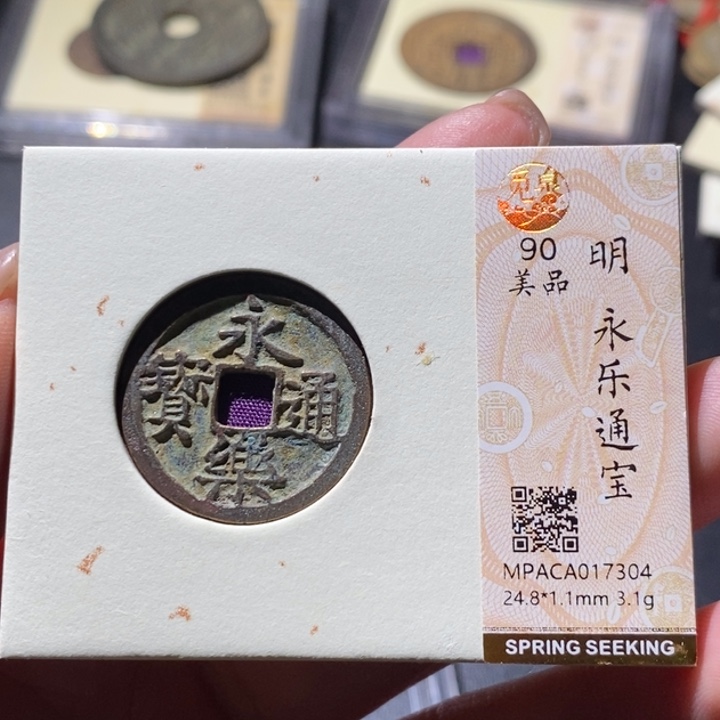 永樂通寶
觅泉
90
美品
明 永乐通宝
MPACA017304
24.8*1.1mm 3.1g
SPRING SEEKING